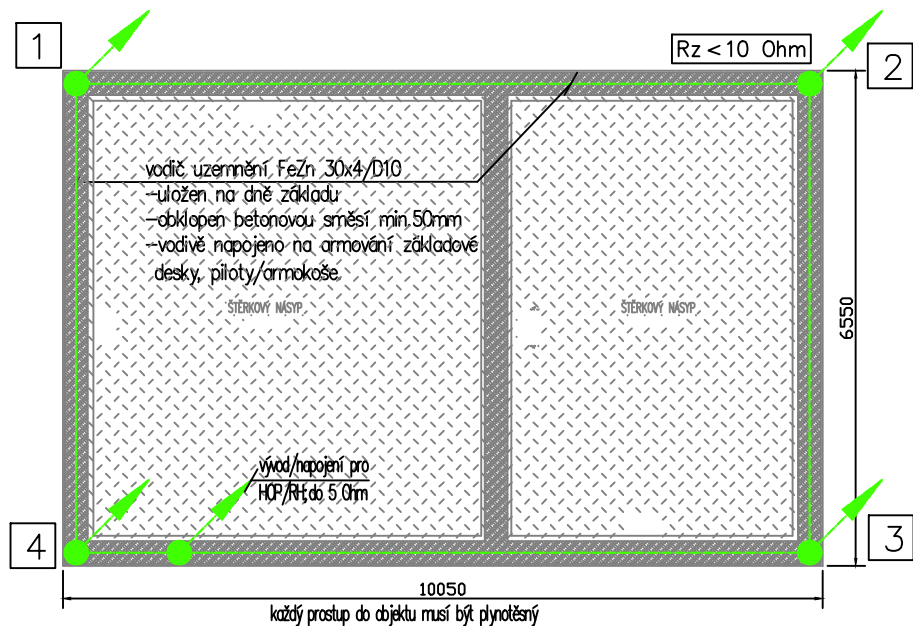 1
Rz < 10 Ohm
2
vodič uzemnění FeZn 30x4/D10
-uložen na dně základu
-obklopen betonovou směsí min.50mm
-vodivě napojeno na armování základové
desky, piloty/armokoše
ŠTĚRKOVÝ NÁSYP
ŠTĚRKOVÝ NÁSYP
6550
vývod/napojení pro
HOP/RH,do 5 Ohm
4
3
10050
každý prostup do objektu musí být plynotěsný